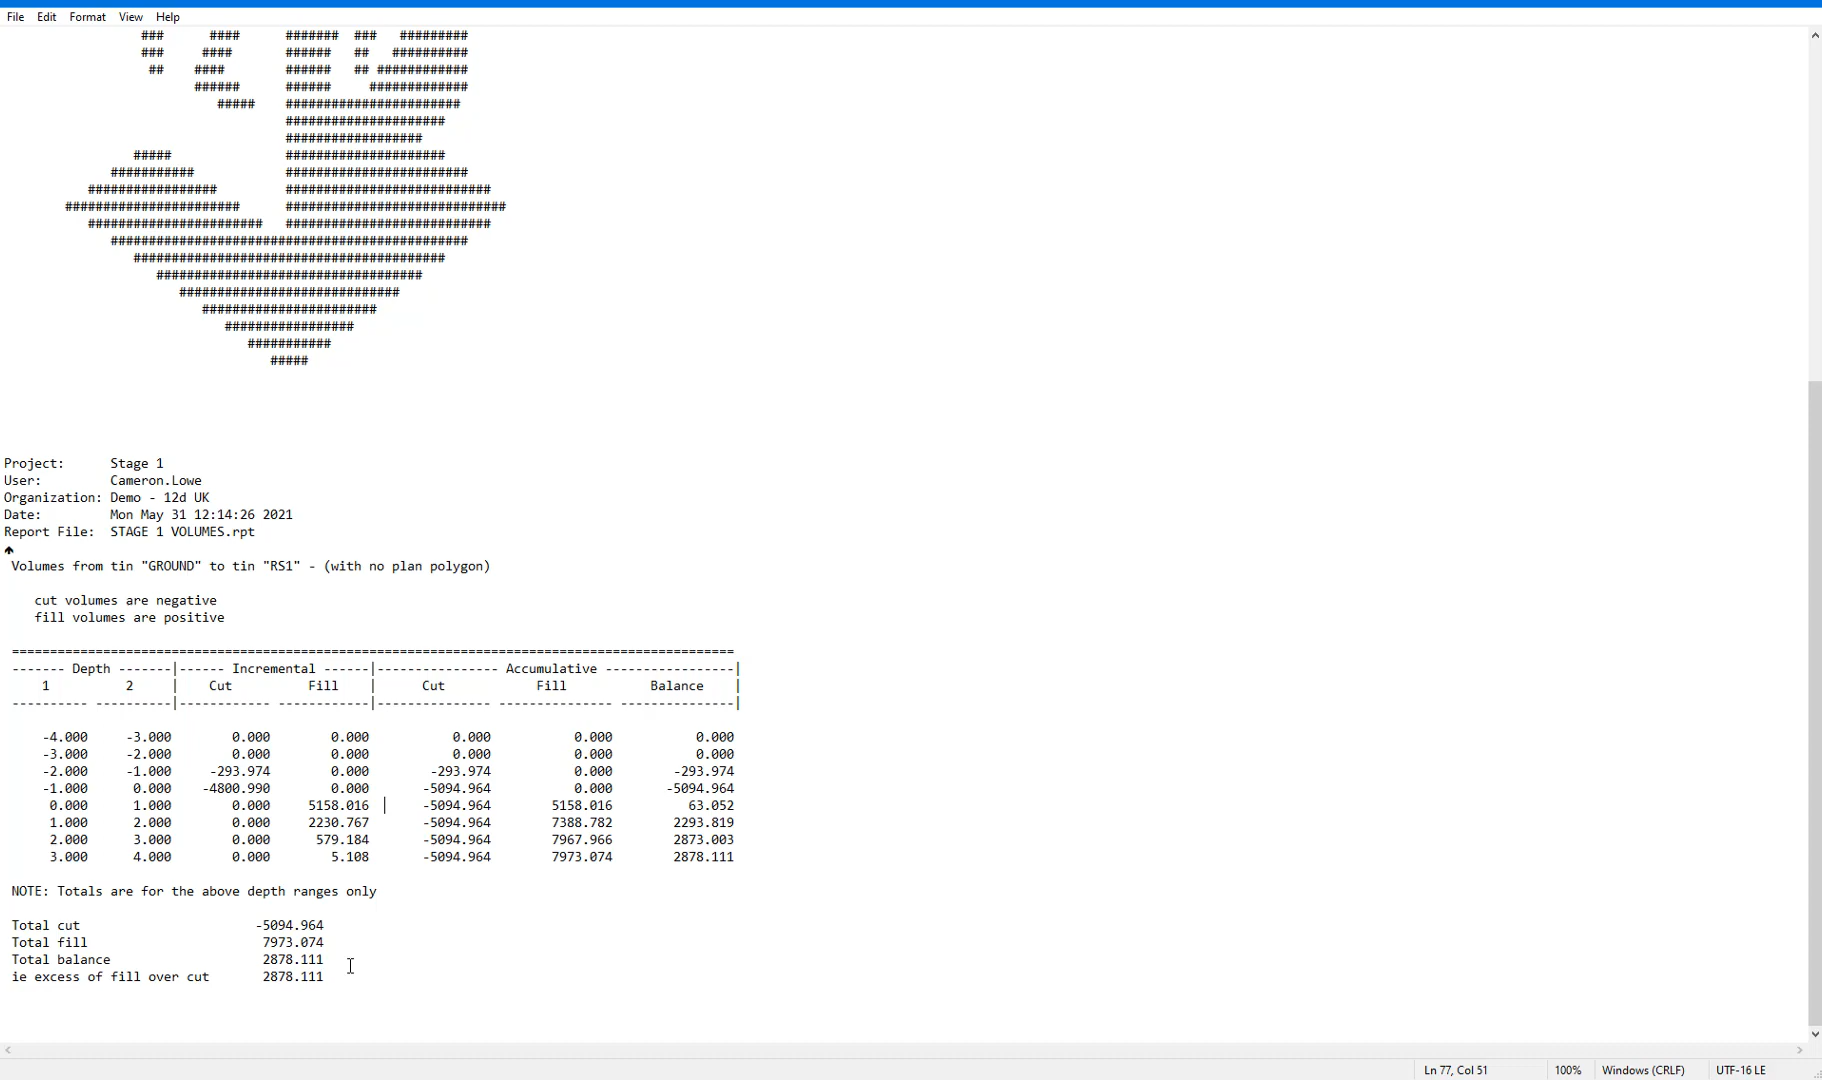 File Edit Format View Help
### #### ####### ### #########
### #### ###### ## ##########
## #### ###### ## ############
###### ###### #############
##### #######################
#####################
##################
##### #####################
########### ########################
################# ###########################
####################### #############################
####################### ###########################
###############################################
#########################################
###################################
#############################
#######################
#################
###########
#####
Project: Stage 1
User: Cameron.Lowe
Organization: Demo - 12d UK
Date: Mon May 31 12:14:26 2021
Report File: STAGE 1 VOLUMES.rpt
Volumes from tin "GROUND" to tin "RS1" - (with no plan polygon)
cut volumes are negative
fill volumes are positive
===============================================================================================
------- Depth -------|------ Incremental ------|---------------- Accumulative -----------------|
1 2 | Cut Fill | Cut Fill Balance |
---------- ----------|------------ ------------|--------------- --------------- ---------------|
-4.000 -3.000 0.000 0.000 0.000 0.000 0.000
-3.000 -2.000 0.000 0.000 0.000 0.000 0.000
-2.000 -1.000 -293.974 0.000 -293.974 0.000 -293.974
-1.000 0.000 -4800.990 0.000 -5094.964 0.000 -5094.964
0.000 1.000 0.000 5158.016 -5094.964 5158.016 63.052
1.000 2.000 0.000 2230.767 -5094.964 7388.782 2293.819
2.000 3.000 0.000 579.184 -5094.964 7967.966 2873.003
3.000 4.000 0.000 5.108 -5094.964 7973.074 2878.111
NOTE: Totals are for the above depth ranges only
Total cut -5094.964
Total fill 7973.074
Total balance 2878.111
ie excess of fill over cut 2878.111
Ln 77, Col 51 100% Windows (CRLF) UTF-16 LE